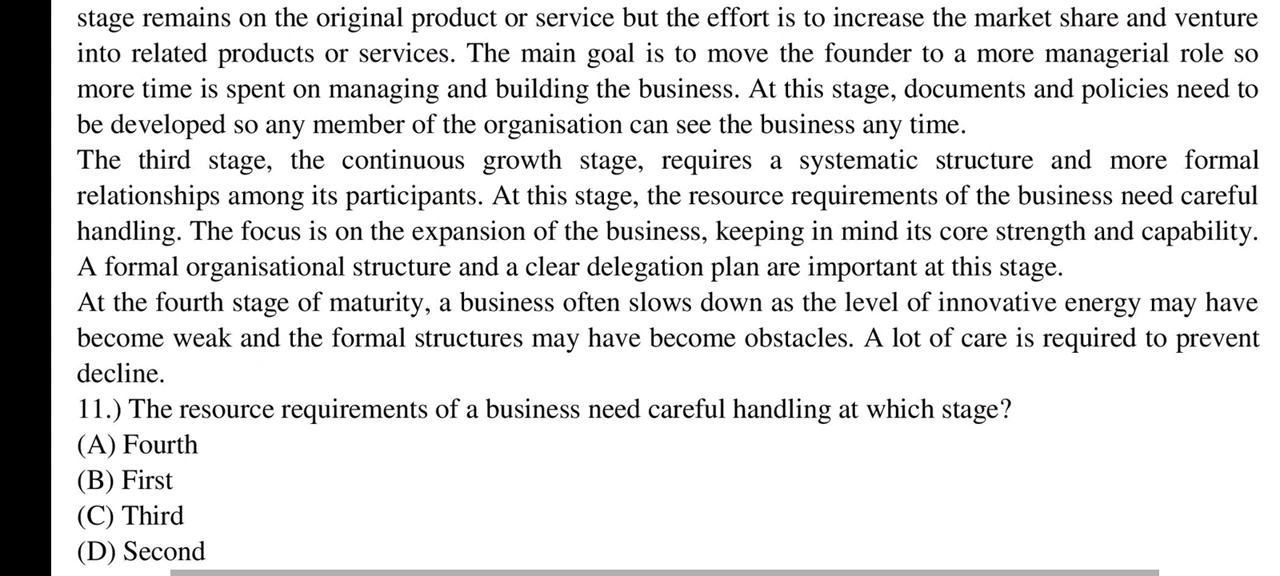 stage remains on the original product or service but the effort is to increase the market share and venture
into related products or services. The main goal is to move the founder to a more managerial role so
more time is spent on managing and building the business. At this stage, documents and policies need to
be developed so any member of the organisation can see the business any time.
The third stage, the continuous growth stage, requires a systematic structure and more formal
relationships among its participants. At this stage, the resource requirements of the business need careful
handling. The focus is on the expansion of the business, keeping in mind its core strength and capability.
A formal organisational structure and a clear delegation plan are important at this stage.
At the fourth stage of maturity, a business often slows down as the level of innovative energy may have
become weak and the formal structures may have become obstacles. A lot of care is required to prevent
decline.
11.) The resource requirements of a business need careful handling at which stage?
(A) Fourth
(B) First
(C) Third
(D) Second